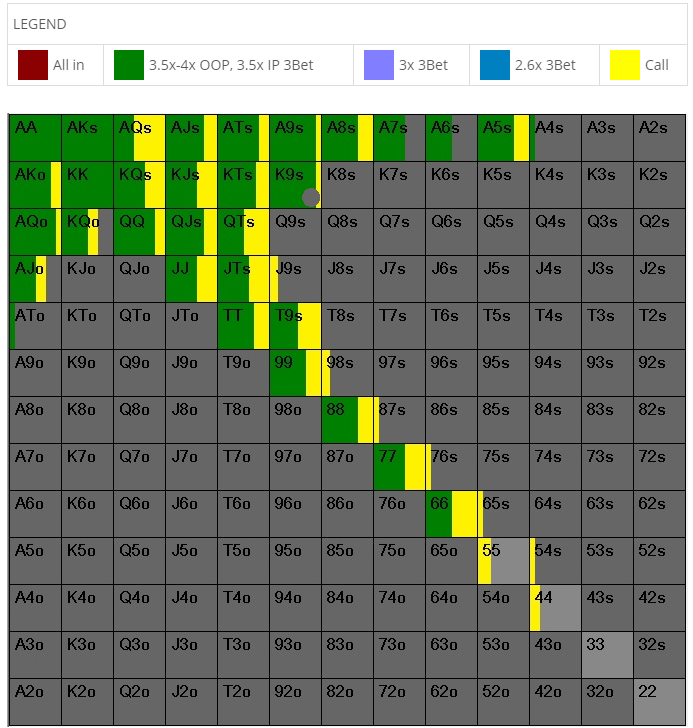 LEGEND
All in 3.5x-4x OOP, 3.5x IP 3Bet 3x 3Bet 2.6x 3Bet Call
AA AKs AQs AJs ATs A9s A8s A7s A6s A5s A4s A3s A2s
AKo KK KQs KJs KTs K9s K8s K7s K6s K5s K4s K3s K2s
AQo KQo QQ QJs QTs Q9s Q8s Q7s Q6s Q5s Q4s Q3s Q2s
AJo KJo QJo JJ JTs J9s J8s J7s J6s J5s J4s J3s J2s
ATo KTo QTo JTo TT T9s T8s T7s T6s T5s T4s T3s T2s
A9o K9o Q9o J9o T9o 99 98s 97s 96s 95s 94s 93s 92s
A8o K8o Q8o J8o T8o 98o 88 87s 86s 85s 84s 83s 82s
A7o K7o Q7o J7o T7o 97o 87o 77 76s 75s 74s 73s 72s
A6o K6o Q6o J6o T6o 96o 86o 76o 66 65s 64s 63s 62s
A5o K5o Q5o J5o T5o 95o 85o 75o 65o 55 54s 53s 52s
A4o K4o Q4o J4o T4o 94o 84o 74o 64o 54o 44 43s 42s
A3o K3o Q3o J3o T3o 93o 83o 73o 63o 53o 43o 33 32s
A2o K2o Q2o J2o T2o 92o 82o 72o 62o 52o 42o 32o 22